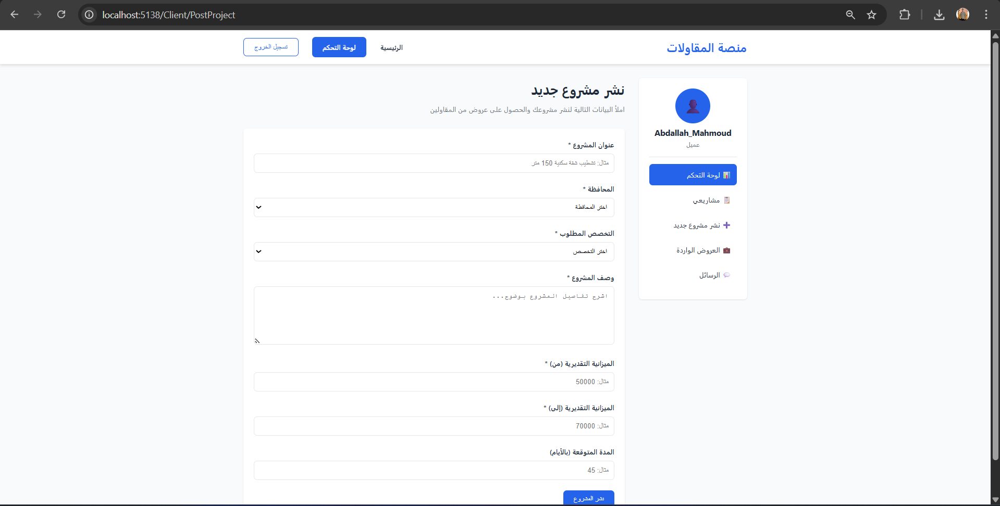 localhost:5138/Client/PostProject
منصة المقاولات
الرئيسية
لوحة التحكم
تسجيل الخروج
Abdallah_Mahmoud
عميل
لوحة التحكم
مشاريعي
نشر مشروع جديد
العروض الواردة
الرسائل
نشر مشروع جديد
املأ البيانات التالية لنشر مشروعك والحصول على عروض من المقاولين
عنوان المشروع *
مثال: تشطيب شقة سكنية 150 متر
المحافظة *
اختر المحافظة
التخصص المطلوب *
اختر التخصص
وصف المشروع *
اشرح تفاصيل المشروع بوضوح...
الميزانية التقديرية (من) *
مثال: 50000
الميزانية التقديرية (إلى) *
مثال: 70000
المدة المتوقعة (بالأيام)
مثال: 45
نشر المشروع